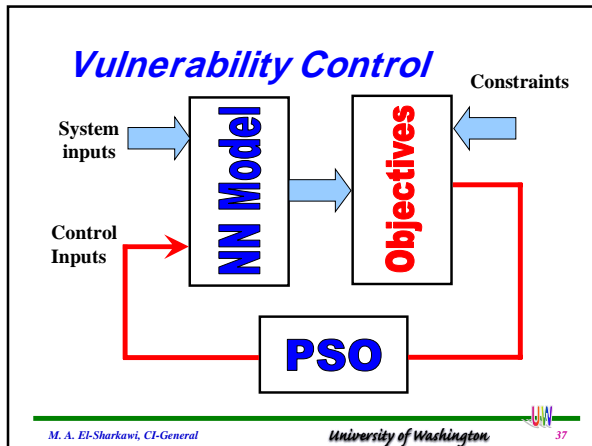 Vulnerability Control
Constraints
System
inputs
NN Model
Objectives
Control
Inputs
PSO
UW
M. A. El-Sharkawi, CI-General
University of Washington
37